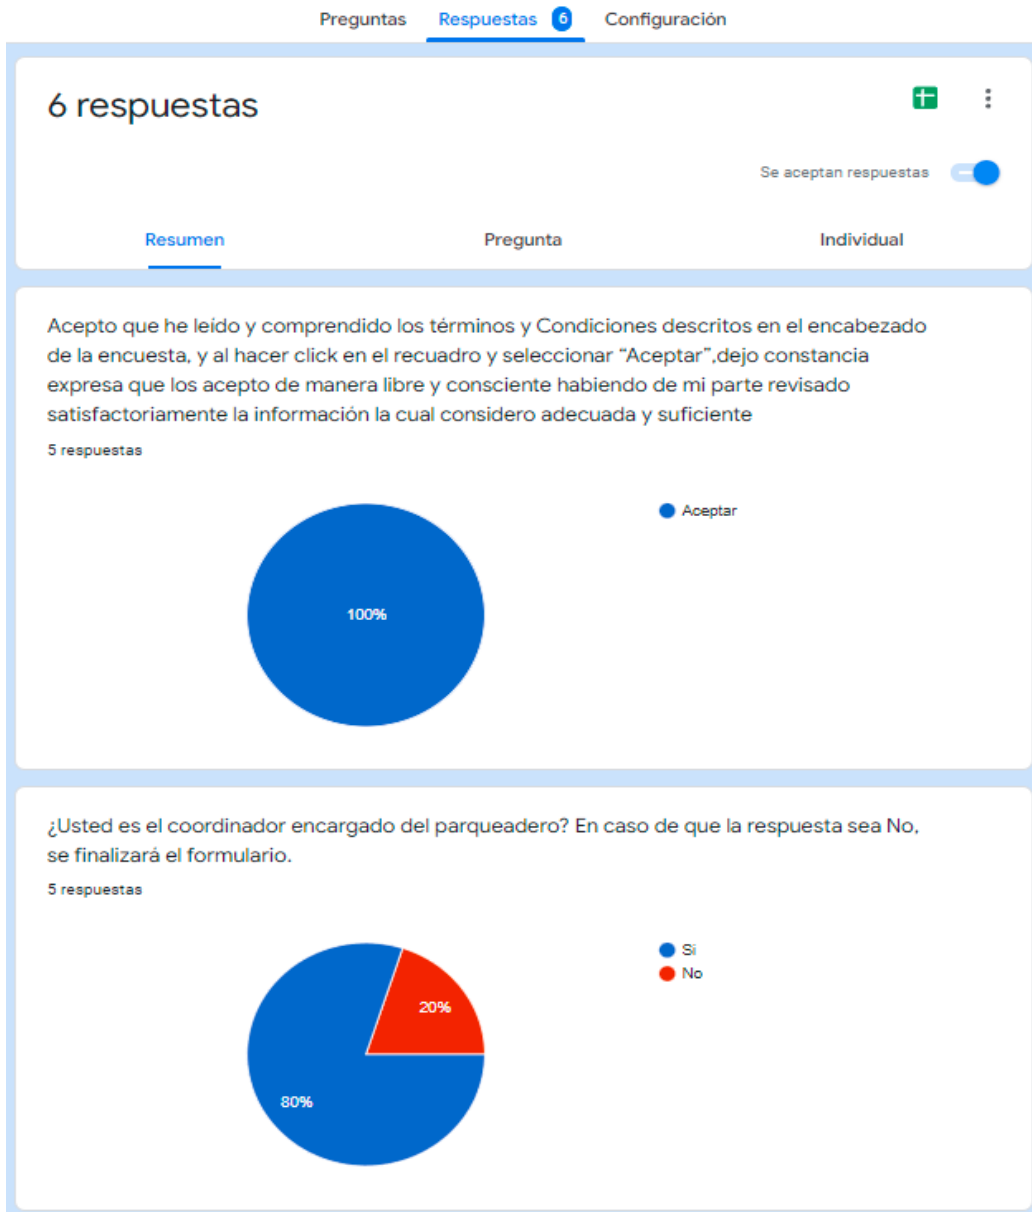 Preguntas Respuestas 6 Configuración
6 respuestas
Se aceptan respuestas
Resumen Pregunta Individual
Acepto que he leído y comprendido los términos y Condiciones descritos en el encabezado
de la encuesta, y al hacer click en el recuadro y seleccionar “Aceptar”,dejo constancia
expresa que los acepto de manera libre y consciente habiendo de mi parte revisado
satisfactoriamente la información la cual considero adecuada y suficiente
5 respuestas
Aceptar
100%
¿Usted es el coordinador encargado del parqueadero? En caso de que la respuesta sea No,
se finalizará el formulario.
5 respuestas
Si
No
20%
80%